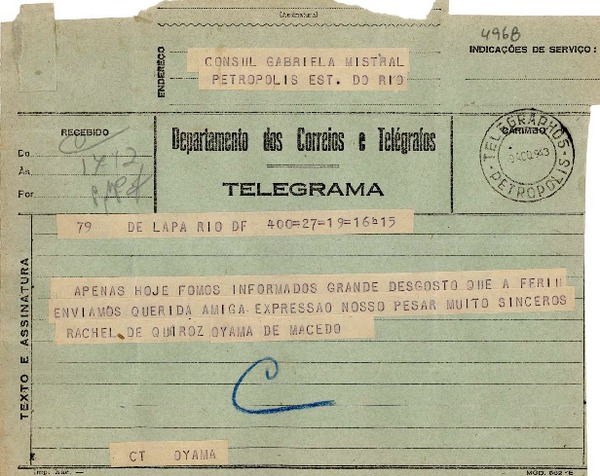 (Assinatura)
4968
INDICAÇÕES DE SERVIÇO:
ENDEREÇO
CONSUL GABRIELA MISTRAL
PETROPOLIS EST. DO RIO
RECEBIDO
De
Às
Por
1712
Departamento dos Correios e Telégrafos
TELEGRAMA
CARIMBO
TELEGRAPHOS
PETROPOLIS
79 DE LAPA RIO DF 400=27=19=16H15
TEXTO E ASSINATURA
APENAS HOJE FOMOS INFORMADOS GRANDE DESGOSTO QUE A FERIU
ENVIAMOS QUERIDA AMIGA EXPRESSAO NOSSO PESAR MUITO SINCEROS
RACHEL DE QUIROZ OYAMA DE MACEDO
C
CT OYAMA